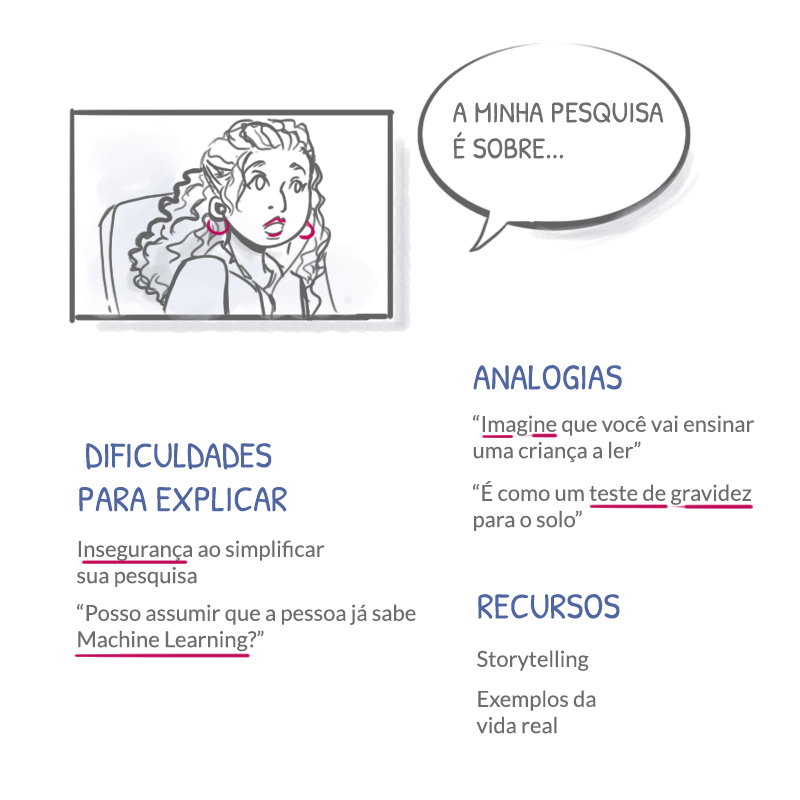 A MINHA PESQUISA
É SOBRE...
DIFICULDADES
PARA EXPLICAR
Insegurança ao simplificar
sua pesquisa
“Posso assumir que a pessoa já sabe
Machine Learning?”
ANALOGIAS
“Imagine que você vai ensinar
uma criança a ler”
“É como um teste de gravidez
para o solo”
RECURSOS
Storytelling
Exemplos da
vida real